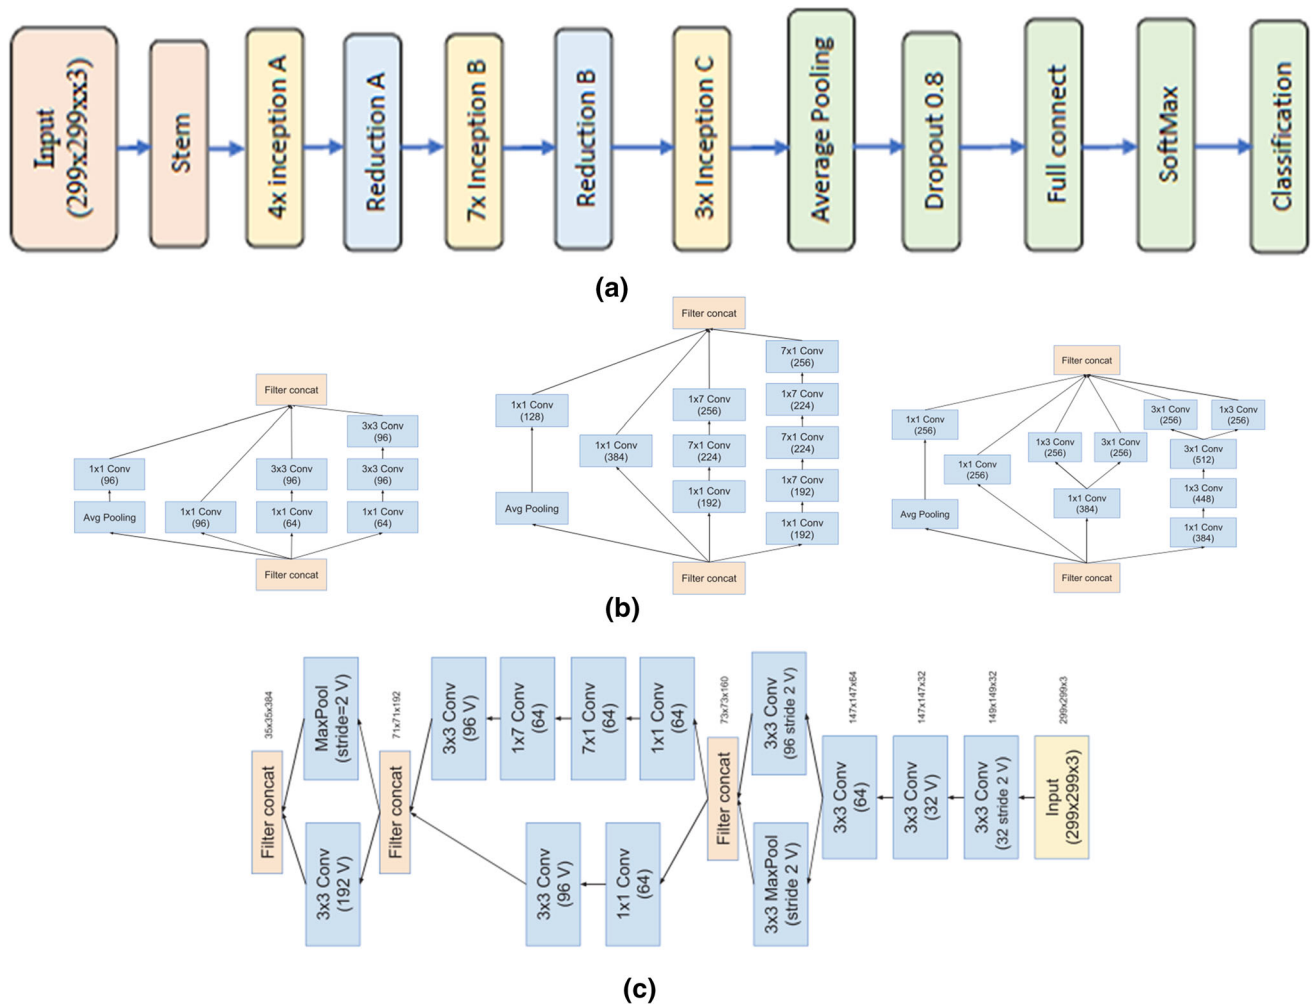 Input
(299x299xx3)
Stem
4x inception A
Reduction A
7x Inception B
Reduction B
3x Inception C
Average Pooling
Dropout 0.8
Full connect
SoftMax
Classification
(a)
Filter concat
3x3 Conv
(96)
1x1 Conv
(96)
3x3 Conv
(96)
3x3 Conv
(96)
Avg Pooling
1x1 Conv
(96)
1x1 Conv
(64)
1x1 Conv
(64)
Filter concat
Filter concat
7x1 Conv
(256)
1x1 Conv
(128)
1x7 Conv
(256)
1x7 Conv
(224)
1x1 Conv
(384)
7x1 Conv
(224)
7x1 Conv
(224)
Avg Pooling
1x1 Conv
(192)
1x7 Conv
(192)
1x1 Conv
(192)
Filter concat
Filter concat
1x1 Conv
(256)
3x1 Conv
(256)
1x3 Conv
(256)
1x3 Conv
(256)
3x1 Conv
(256)
3x1 Conv
(512)
1x1 Conv
(256)
1x3 Conv
(448)
Avg Pooling
1x1 Conv
(384)
1x1 Conv
(384)
Filter concat
(b)
35x35x384
Filter concat
MaxPool
(stride=2 V)
3x3 Conv
(192 V)
71x71x192
Filter concat
3x3 Conv
(96 V)
1x7 Conv
(64)
7x1 Conv
(64)
1x1 Conv
(64)
3x3 Conv
(96 V)
1x1 Conv
(64)
73x73x160
Filter concat
3x3 Conv
(96 stride 2 V)
3x3 MaxPool
(stride 2 V)
147x147x64
3x3 Conv
(64)
147x147x32
3x3 Conv
(32 V)
149x149x32
3x3 Conv
(32 stride 2 V)
299x299x3
Input
(299x299x3)
(c)